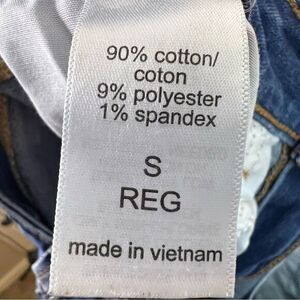 90% cotton/
coton
9% polyester
1% spandex
S
REG
made in vietnam